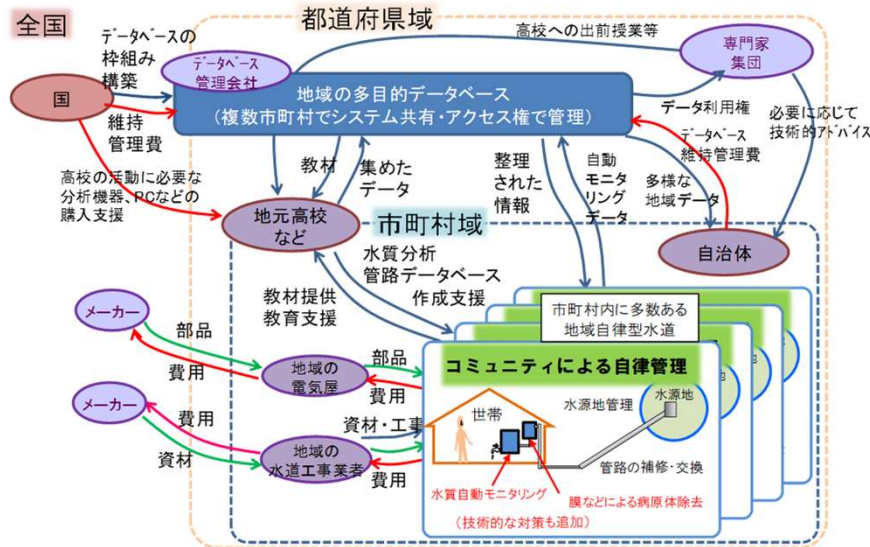 全国
都道府県域
データベースの
枠組み
構築
データベース
管理会社
高校への出前授業等
専門家
集団
国
地域の多目的データベース
(複数市町村でシステム共有・アクセス権で管理)
維持
管理費
データ利用権
データベース
維持管理費
必要に応じて
技術的アドバイス
高校の活動に必要な
分析機器、PCなどの
購入支援
教材
集めた
データ
整理
された
情報
自動
モニタ
リング
データ
多様な
地域データ
地元高校
など
市町村域
自治体
水質分析
管路データベース
作成支援
教材提供
教育支援
メーカー
部品
費用
地域の
電気屋
部品
費用
市町村内に多数ある
地域自律型水道
コミュニティによる自律管理
地
地
地
世帯
水源地管理
水源地
管路の補修・交換
水質自動モニタリング
膜などによる病原体除去
(技術的な対策も追加)
メーカー
費用
資材
地域の
水道工事業者
資材・工事
費用